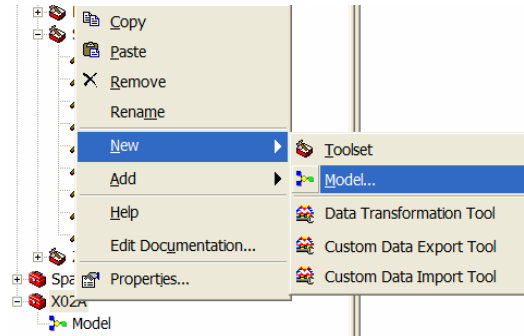 Copy
Paste
Remove
Rename
New
Toolset
Add
Model...
Help
Data Transformation Tool
Edit Documentation...
Custom Data Export Tool
Spa
Properties...
Custom Data Import Tool
X02A
Model